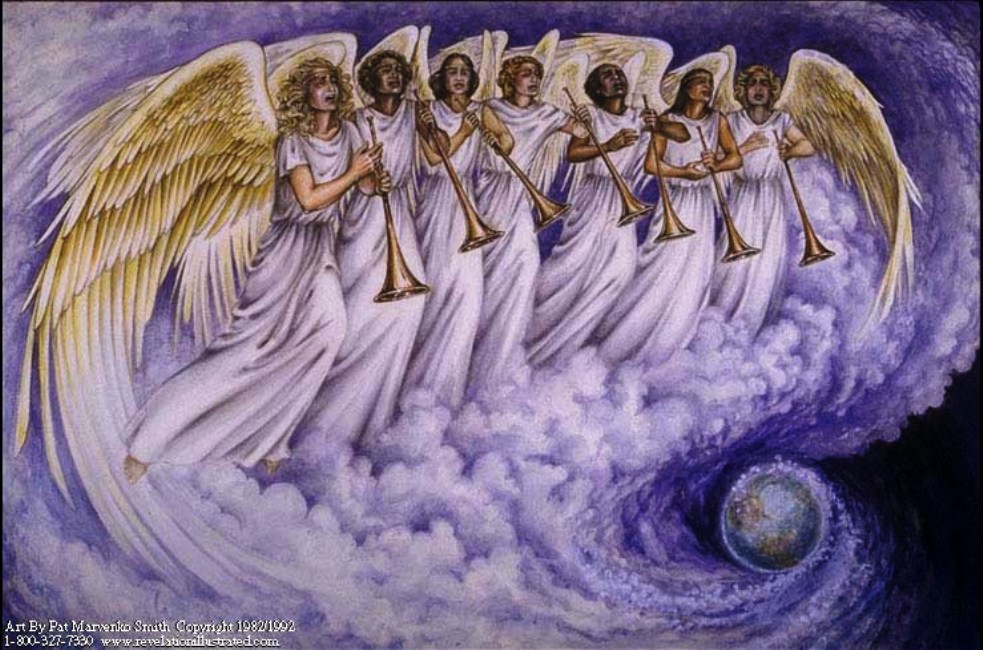 Art By Pat Marvenko Smith Copyright 1982/1992
1-800-327-7330 www.revelationillustrated.com